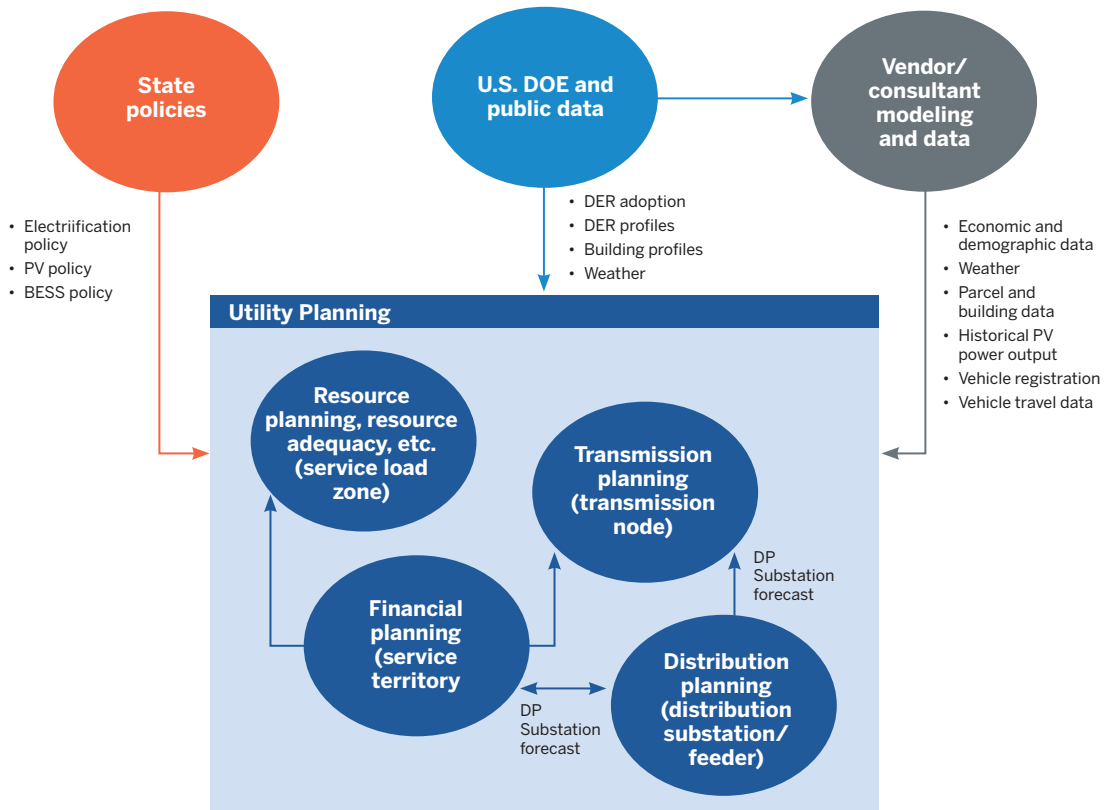 State
policies
U.S. DOE and
public data
Vendor/
consultant
modeling
and data
• Electriification
policy
• PV policy
• BESS policy
• DER adoption
• DER profiles
• Building profiles
• Weather
• Economic and
demographic data
• Weather
• Parcel and
building data
• Historical PV
power output
• Vehicle registration
• Vehicle travel data
Utility Planning
Resource
planning, resource
adequacy, etc.
(service load
zone)
Transmission
planning
(transmission
node)
DP
Substation
forecast
Financial
planning
(service
territory
DP
Substation
forecast
Distribution
planning
(distribution
substation/
feeder)